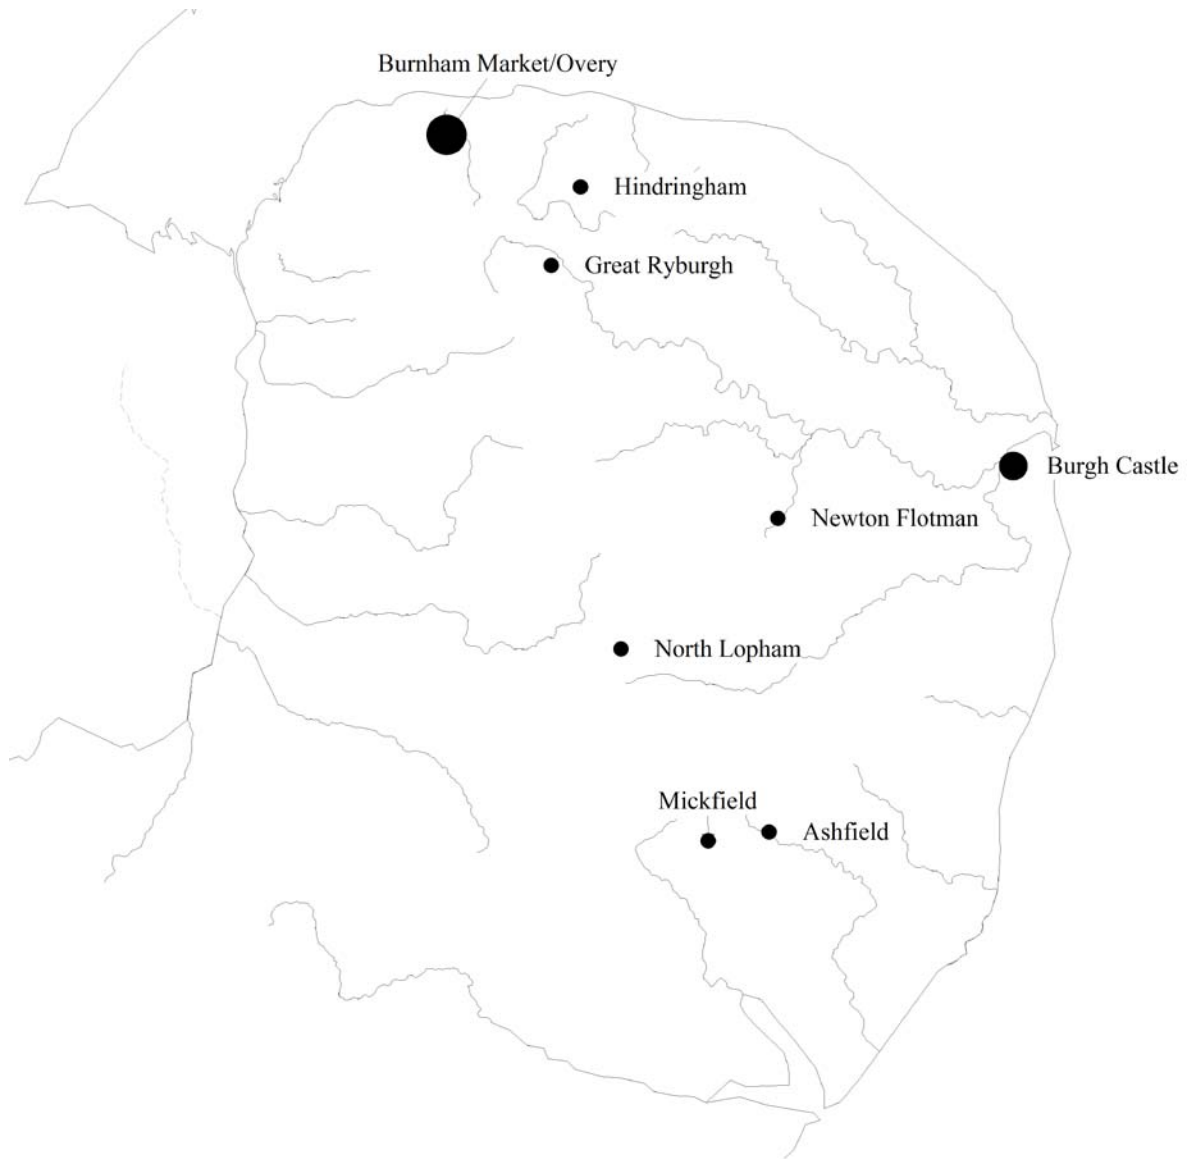 Burnham Market/Overy
Hindringham
Great Ryburgh
Burgh Castle
Newton Flotman
North Lopham
Mickfield
Ashfield